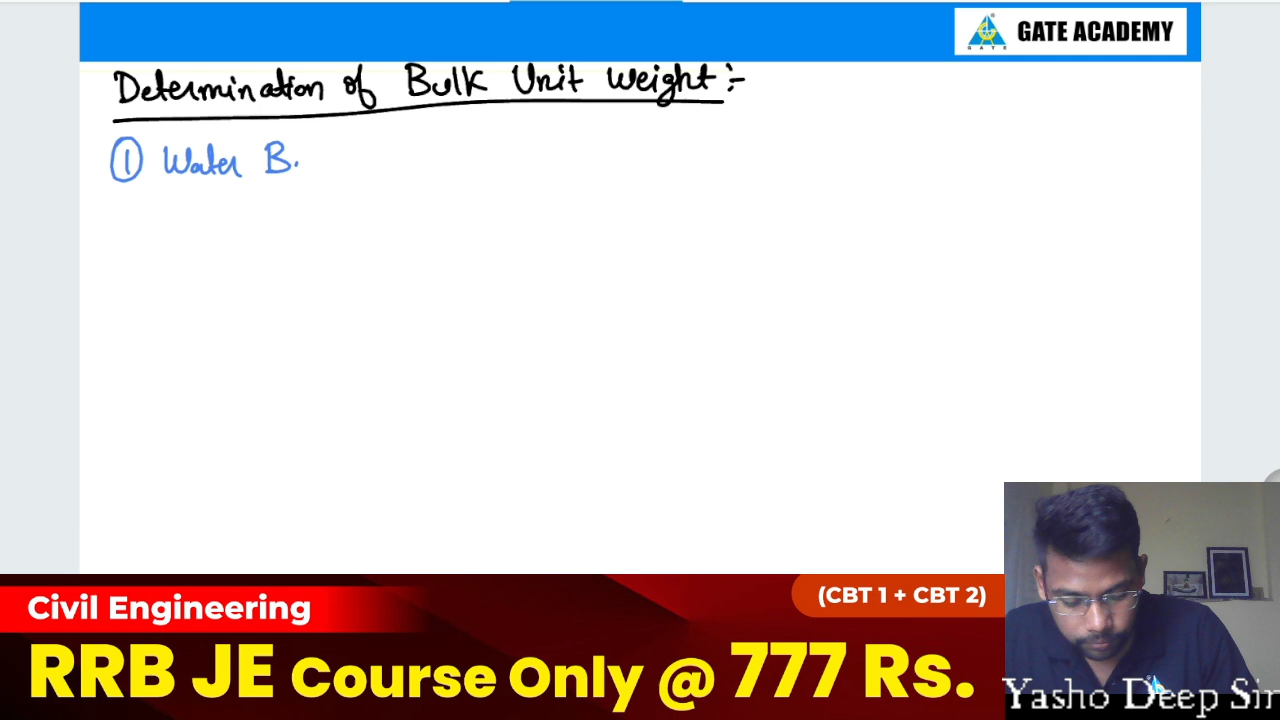 GATE ACADEMY
GATE
Determination of Bulk Unit Weight :-
① Water B.
Civil Engineering
(CBT 1 + CBT 2)
RRB JE Course Only @ 777 Rs.
Yasho Deep Sir